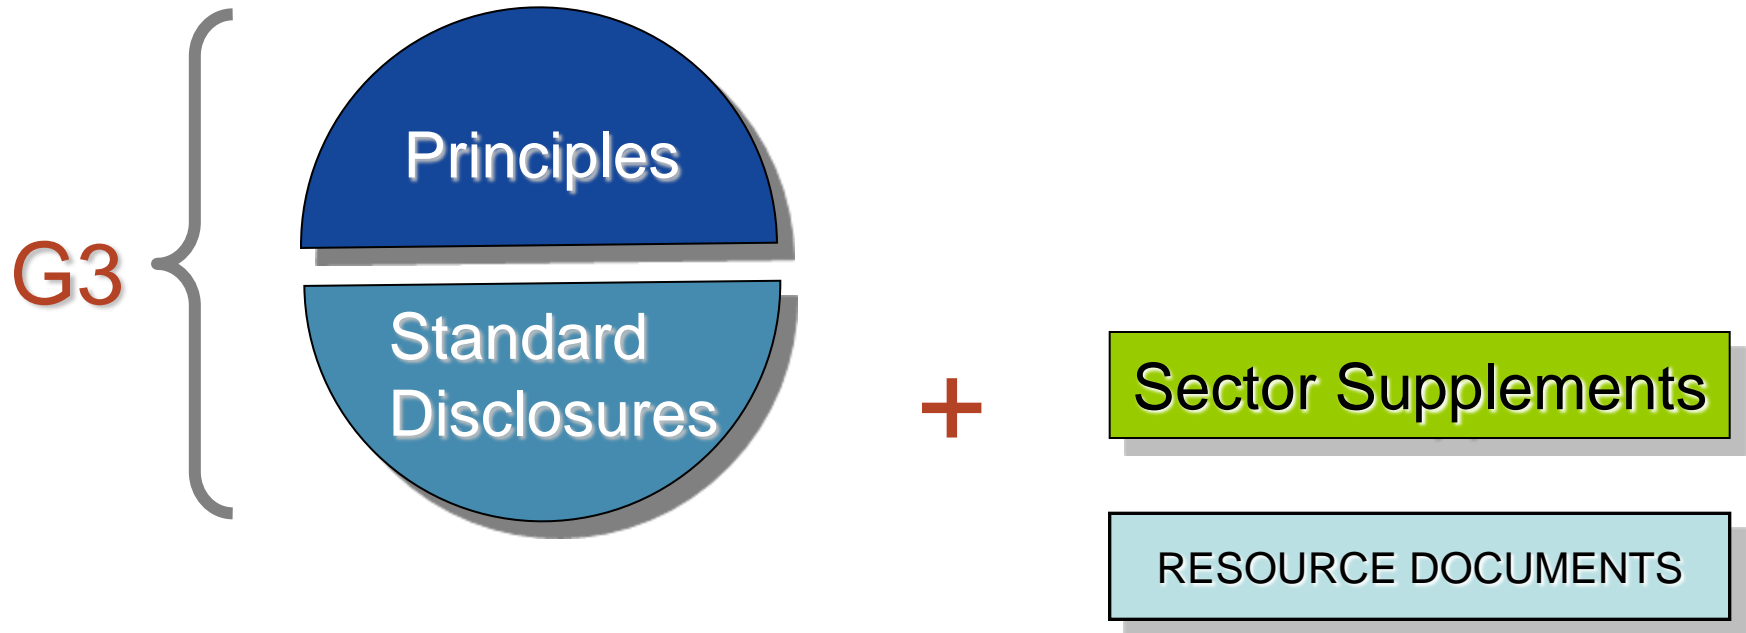 G3
Principles
Standard
Disclosures
+
Sector Supplements
RESOURCE DOCUMENTS